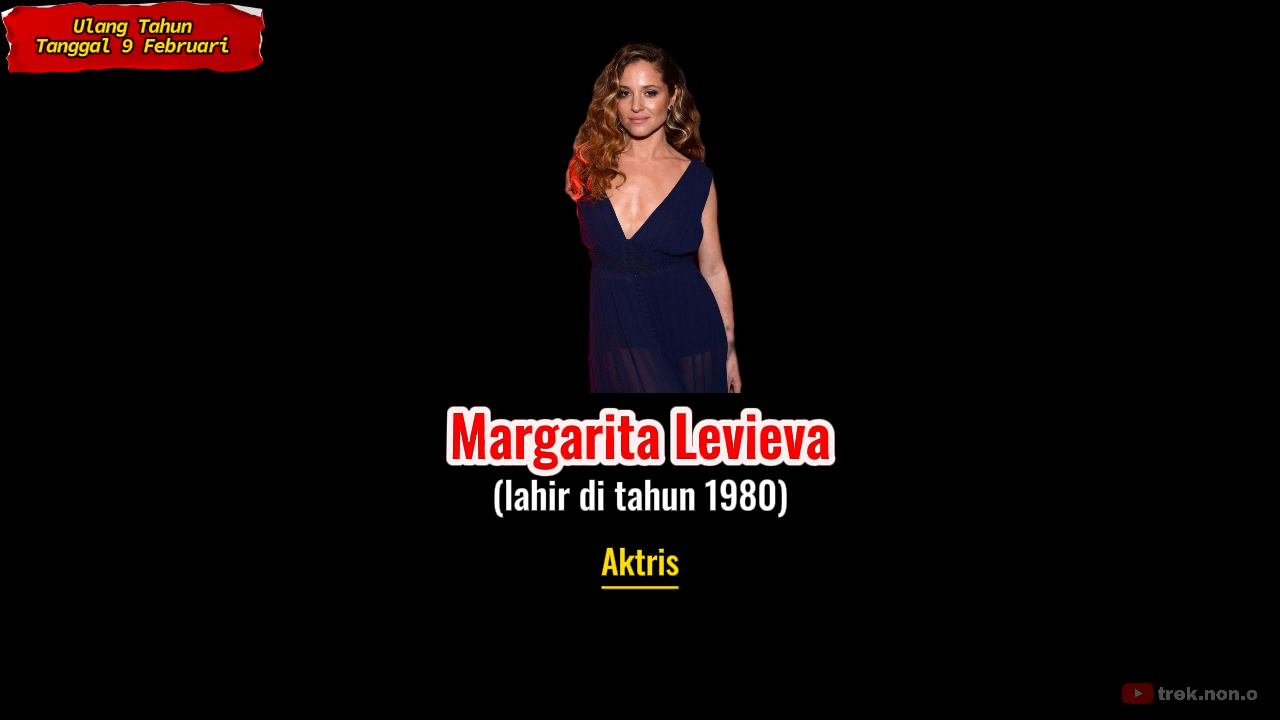 Ulang Tahun
Tanggal 9 Februari
Margarita Levieva
(lahir di tahun 1980)
Aktris
trek.non.o